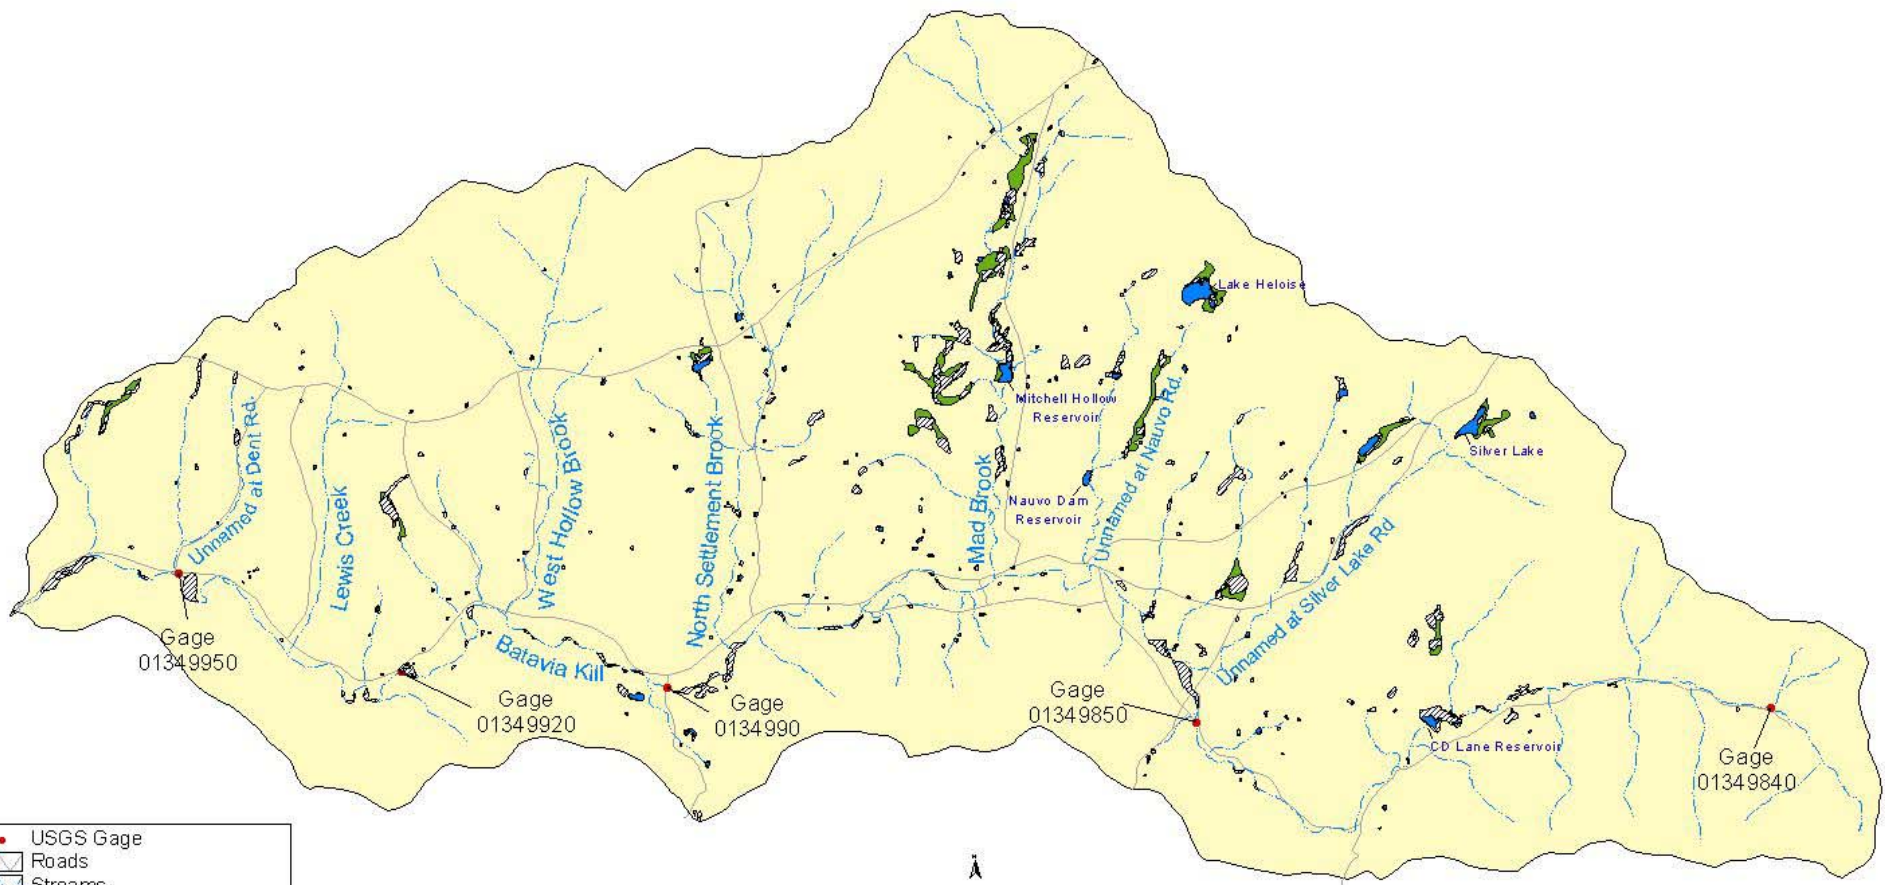 Lake Heloise
Mitchell Hollow
Reservoir
Silver Lake
Nauvo Dam
Reservoir
Unnamed at Nauvo Rd.
Unnamed at Dent Rd.
Lewis Creek
West Hollow Brook
North Settlement Brook
Mad Brook
Unnamed at Silver Lake Rd
Batavia Kill
Gage
01349950
Gage
01349920
Gage
0134990
Gage
01349850
CD Lane Reservoir
Gage
01349840
USGS Gage
Roads
Streams